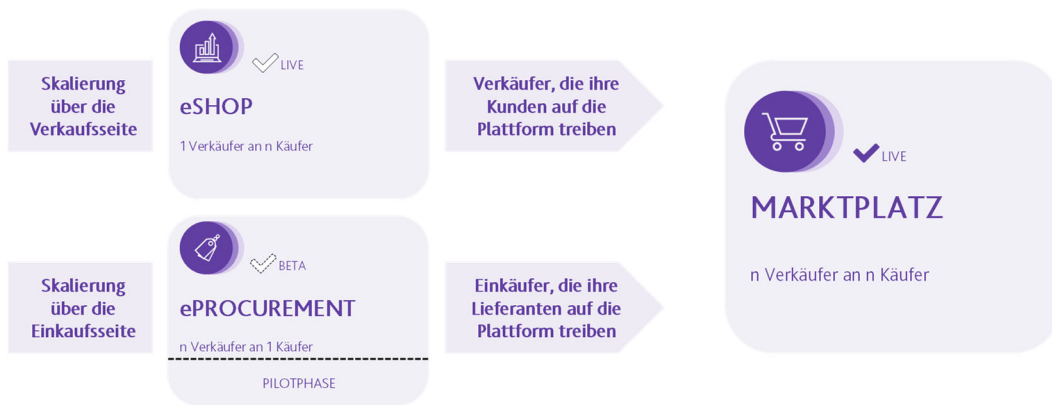 Skalierung
über die
Verkaufsseite
LIVE
eSHOP
1 Verkäufer an n Käufer
Verkäufer, die ihre
Kunden auf die
Plattform treiben
Skalierung
über die
Einkaufsseite
BETA
ePROCUREMENT
n Verkäufer an 1 Käufer
PILOTPHASE
Einkäufer, die ihre
Lieferanten auf die
Plattform treiben
LIVE
MARKTPLATZ
n Verkäufer an n Käufer